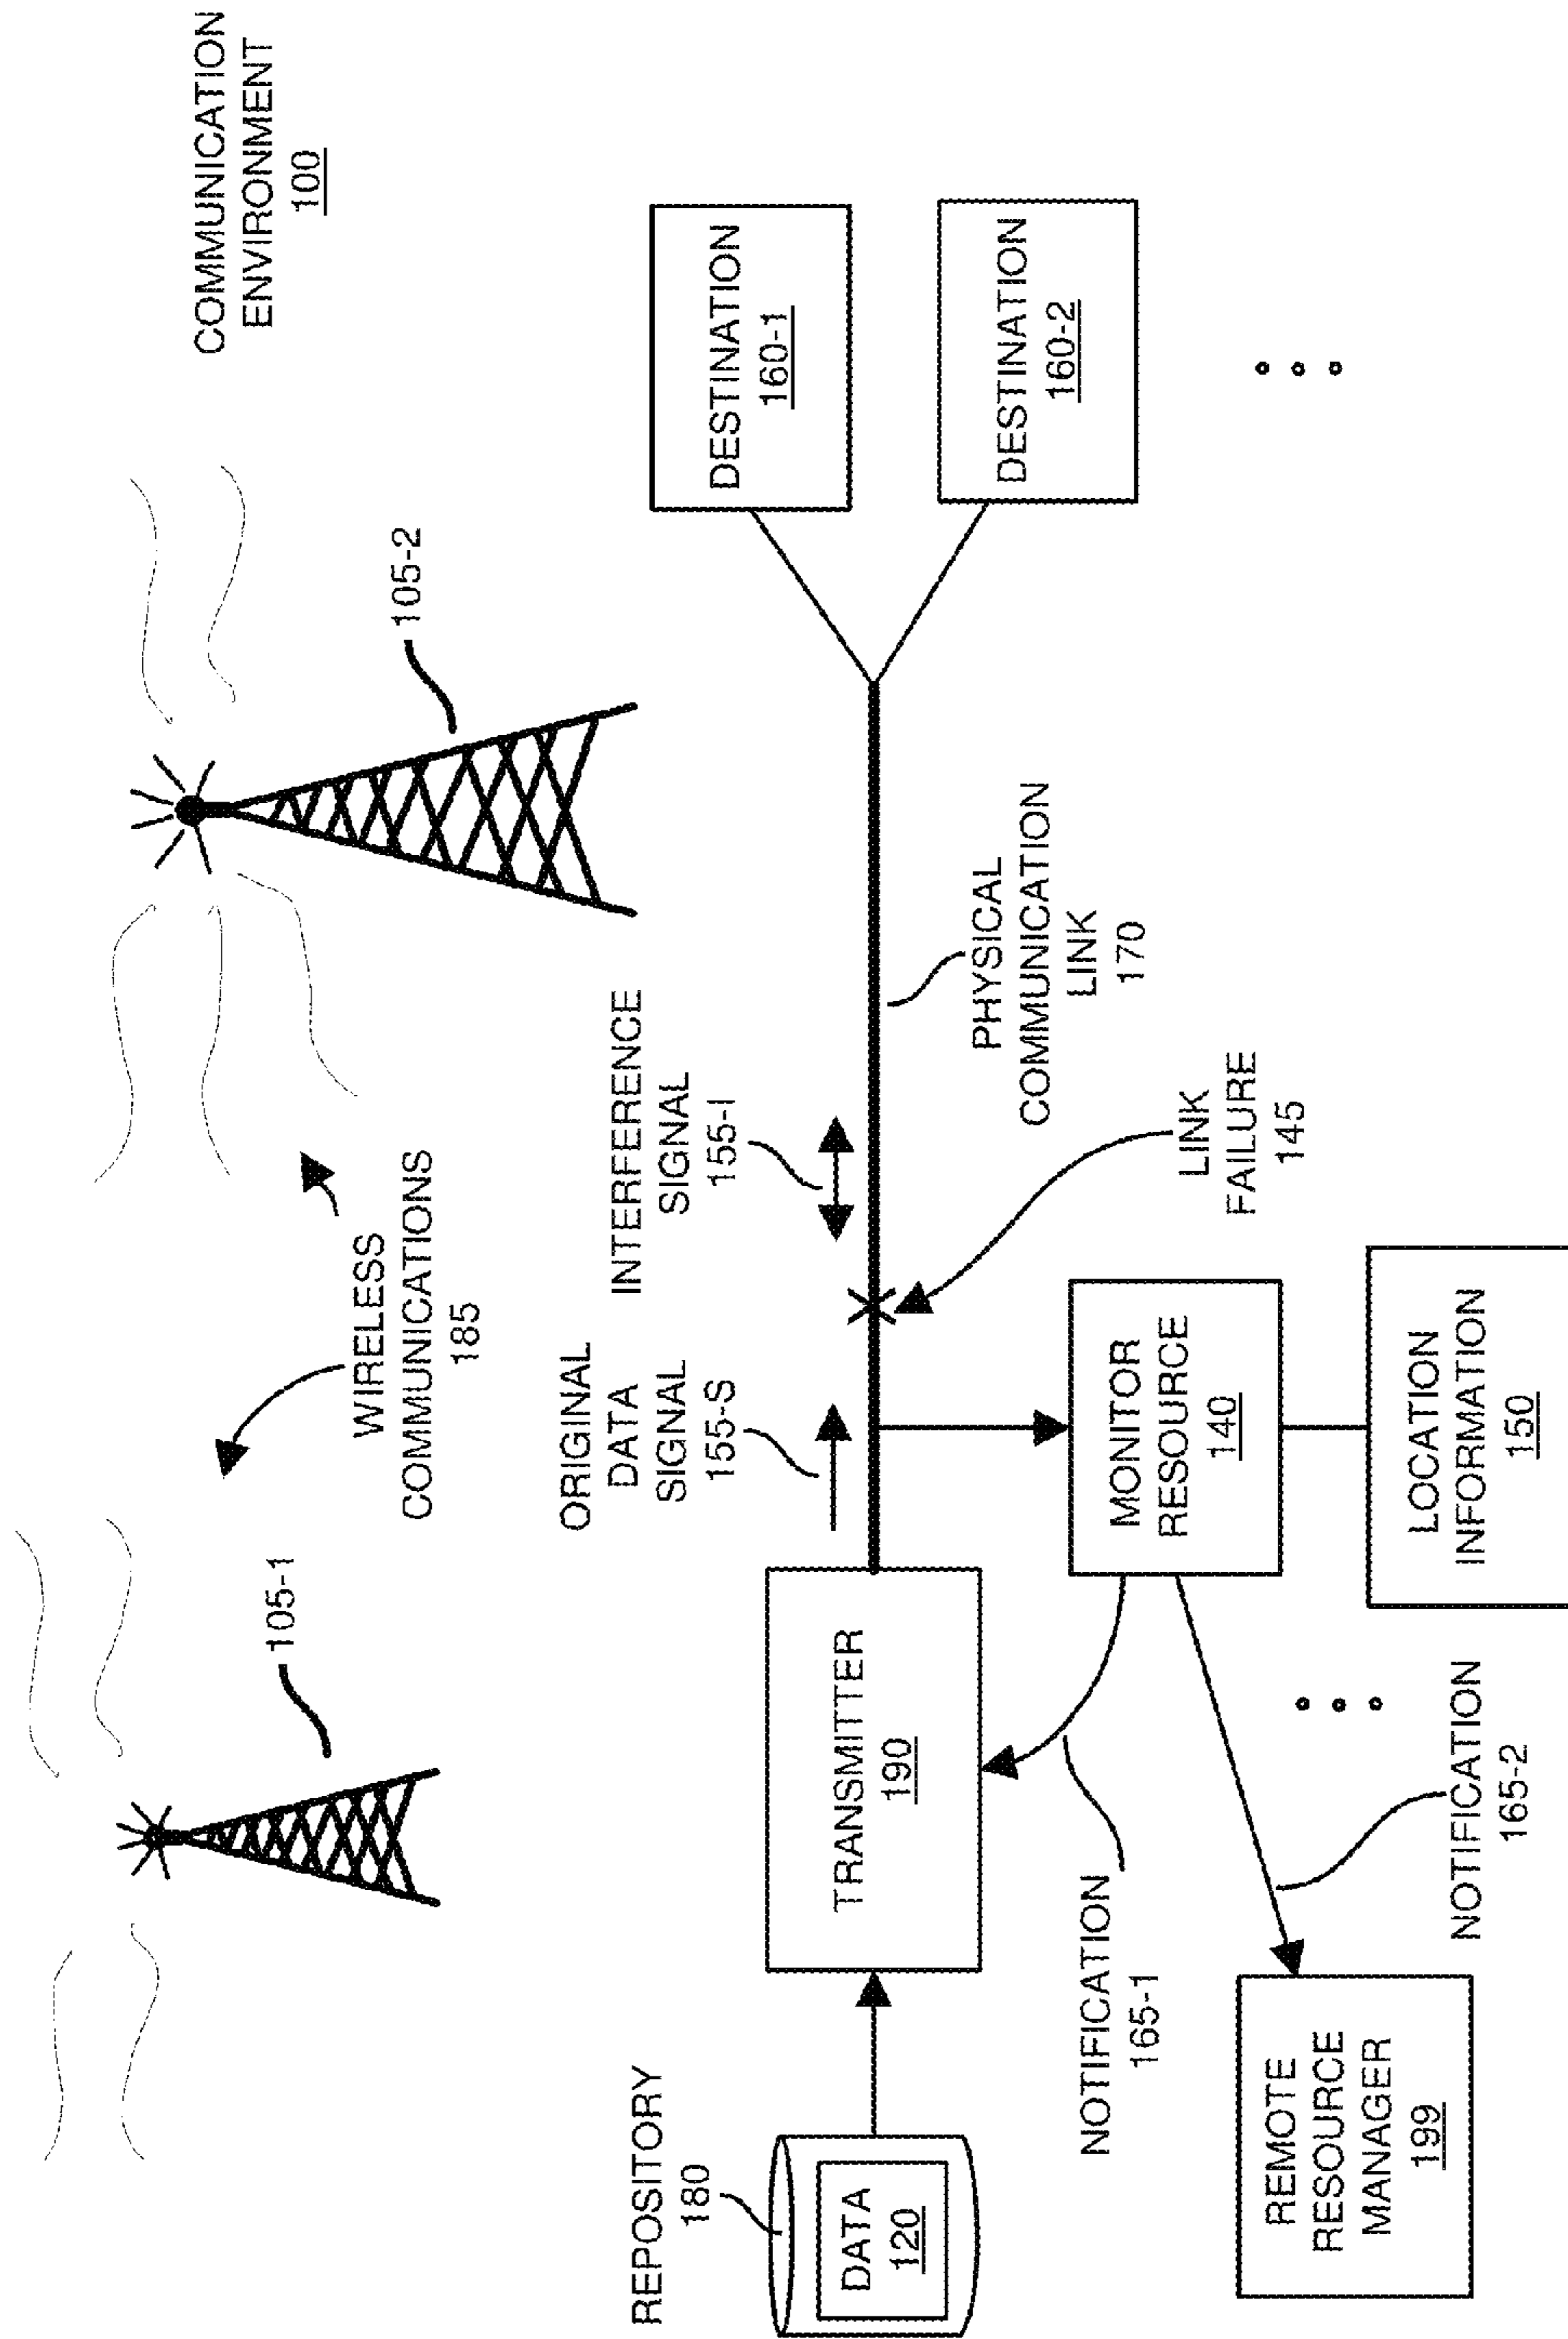 COMMUNICATION
ENVIRONMENT
100
105-1
105-2
WIRELESS
COMMUNICATIONS
185
ORIGINAL
DATA
SIGNAL
155-S
INTERFERENCE
SIGNAL
155-I
REPOSITORY
180
DATA
120
TRANSMITTER
190
DESTINATION
160-1
DESTINATION
160-2
PHYSICAL
COMMUNICATION
LINK
170
LINK
FAILURE
145
MONITOR
RESOURCE
140
NOTIFICATION
165-1
LOCATION
INFORMATION
150
NOTIFICATION
165-2
REMOTE
RESOURCE
MANAGER
199